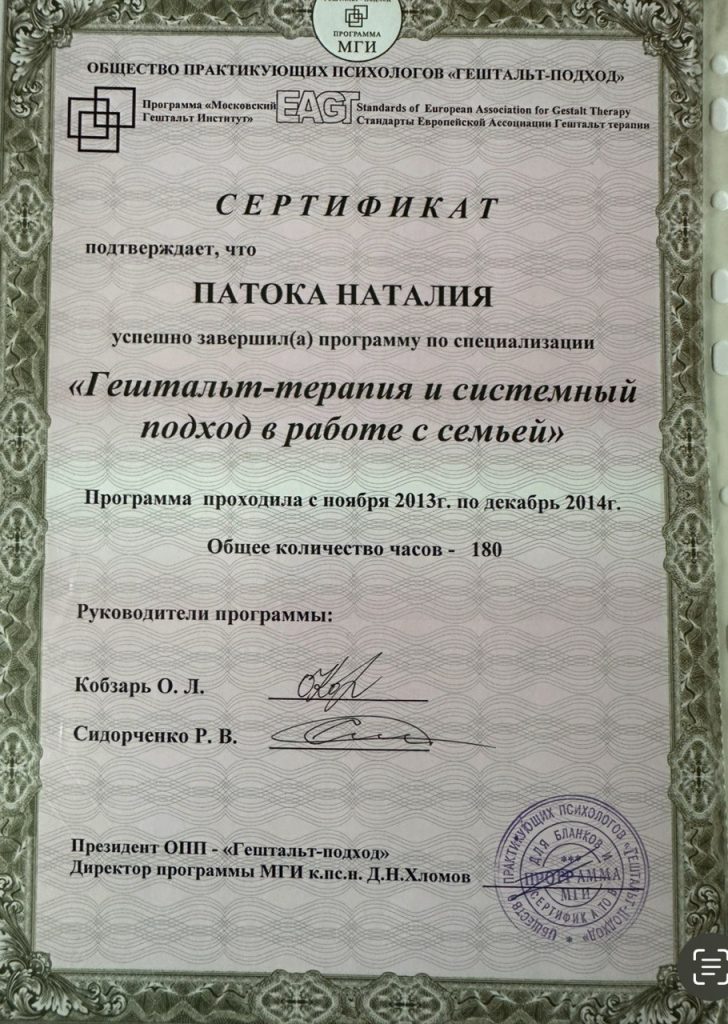 ПРОГРАММА
МГИ
ОБЩЕСТВО ПРАКТИКУЮЩИХ ПСИХОЛОГОВ «ГЕШТАЛЬТ-ПОДХОД»
Программа «Московский
Гештальт Институт»
EAGT
Standards of European Association for Gestalt Therapy
Стандарты Европейской Ассоциации Гештальт терапии
СЕРТИФИКАТ
подтверждает, что
ПАТОКА НАТАЛИЯ
успешно завершил(а) программу по специализации
«Гештальт-терапия и системный
подход в работе с семьей»
Программа проходила с ноября 2013г. по декабрь 2014г.
Общее количество часов - 180
Руководители программы:
Кобзарь О. Л.
Сидорченко Р. В.
Президент ОПП - «Гештальт-подход»
Директор программы МГИ к.пс.н. Д.Н.Хломов
ОБЩЕСТВО ПРАКТИКУЮЩИХ ПСИХОЛОГОВ «ГЕШТАЛЬТ-ПОДХОД»
ДЛЯ БЛАНКОВ И
СЕРТИФИКАТОВ
ПРОГРАММА
МГИ